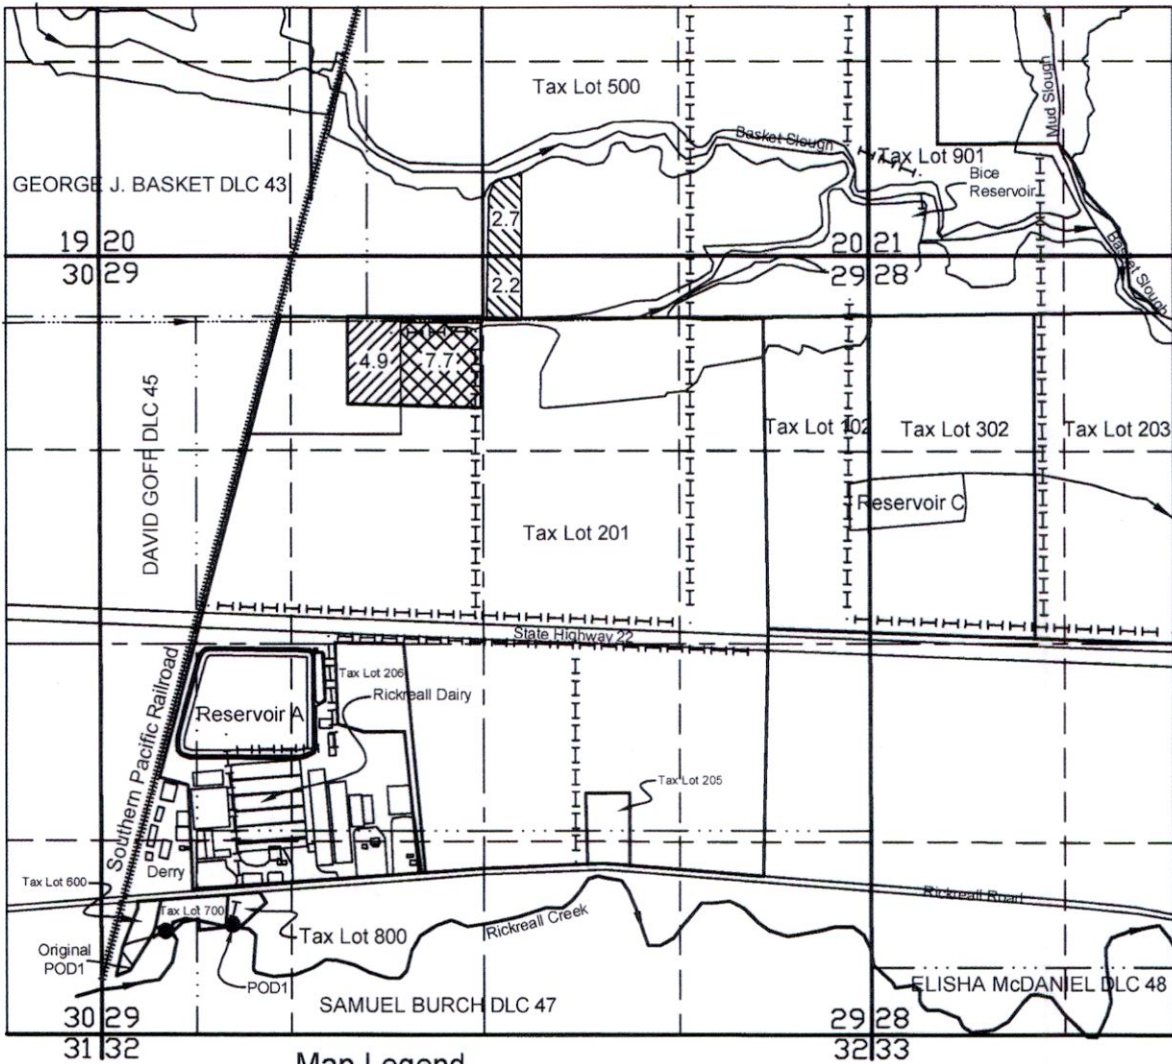 Tax Lot 500
Mud Slough
Basket Slough
Tax Lot 901
Bice
Reservoir
GEORGE J. BASKET DLC 43
2.7
19 20
20 21
30 29
2.2
29 28
Basket Slough
4.9
7.7
DAVID GOFF DLC 45
Tax Lot 102
Tax Lot 302
Tax Lot 203
Reservoir C
Tax Lot 201
State Highway 22
Southern Pacific Railroad
Tax Lot 206
Rickreall Dairy
Reservoir A
Tax Lot 205
Derry
Tax Lot 600
Rickreall Road
Tax Lot 700
Tax Lot 800
Rickreall Creek
Original
POD1
POD1
SAMUEL BURCH DLC 47
ELISHA McDANIEL DLC 48
30 29
29 28
31 32
32 33
Map Legend